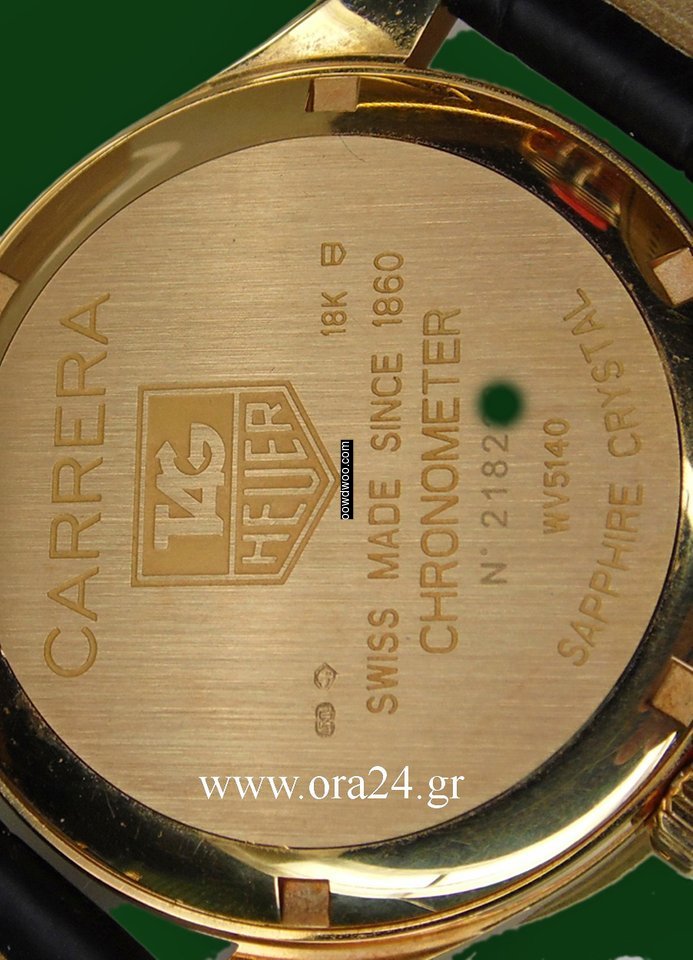 CARRERA
TAG
HEUER
18K
SWISS MADE SINCE 1860
CHRONOMETER
N° 2182
WV5140
SAPPHIRE CRYSTAL
powdwoo.com
www.ora24.gr